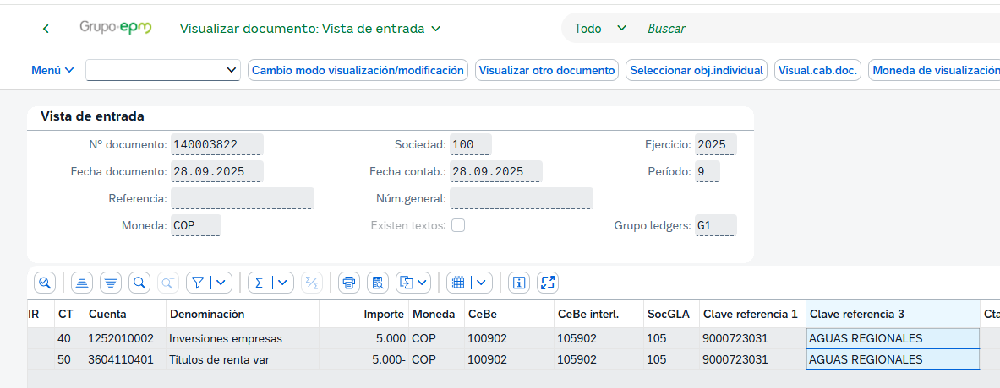 Grupo·epm Visualizar documento: Vista de entrada Todo Buscar
Menú Cambio modo visualización/modificación Visualizar otro documento Seleccionar obj.individual Visual.cab.doc. Moneda de visualización
Vista de entrada
Nº documento: 140003822 Sociedad: 100 Ejercicio: 2025
Fecha documento: 28.09.2025 Fecha contab.: 28.09.2025 Período: 9
Referencia: Núm.general:
Moneda: COP Existen textos: Grupo ledgers: G1
IR CT Cuenta Denominación Importe Moneda CeBe CeBe interl. SocGLA Clave referencia 1 Clave referencia 3 Cta
40 1252010002 Inversiones empresas 5.000 COP 100902 105902 105 9000723031 AGUAS REGIONALES
50 3604110401 Titulos de renta var 5.000- COP 100902 105902 105 9000723031 AGUAS REGIONALES